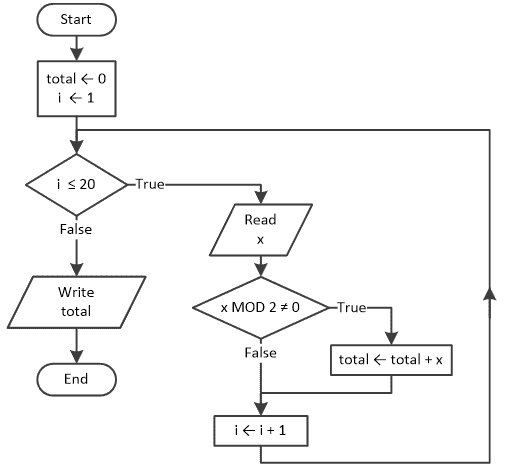 Start
total ← 0
i ← 1
i ≤ 20
True
False
Read
x
Write
total
x MOD 2 ≠ 0
True
False
total ← total + x
End
i ← i + 1